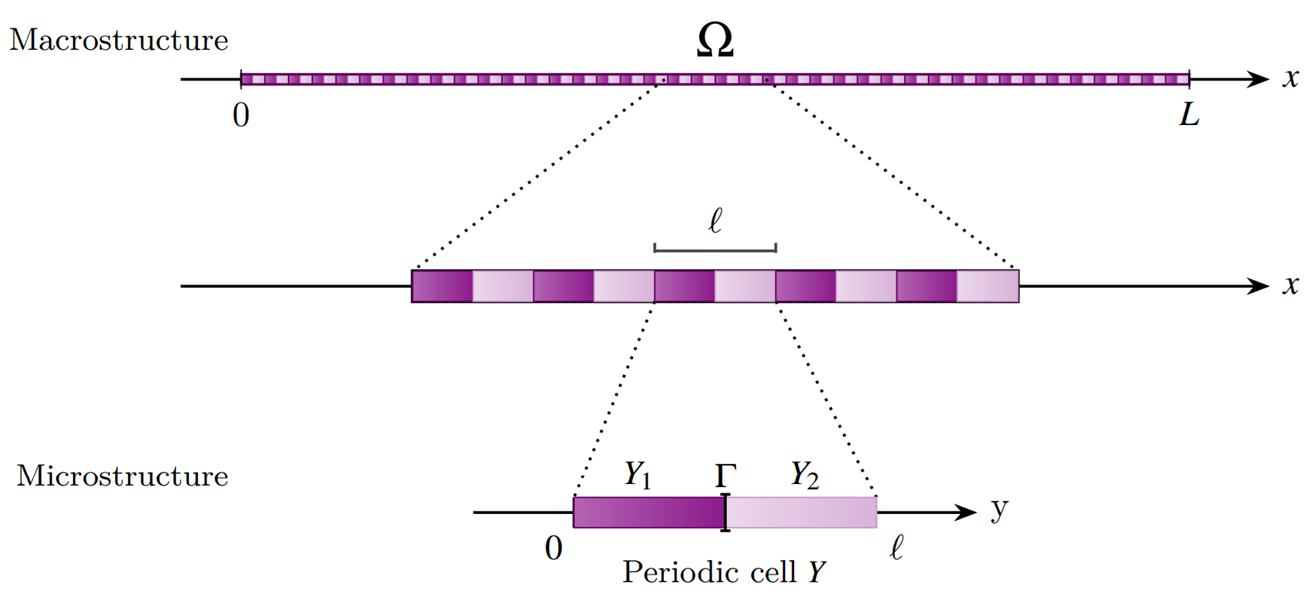 Macrostructure
Ω
x
0
L
ℓ
x
Microstructure
Y₁ Γ Y₂
y
0
ℓ
Periodic cell Y